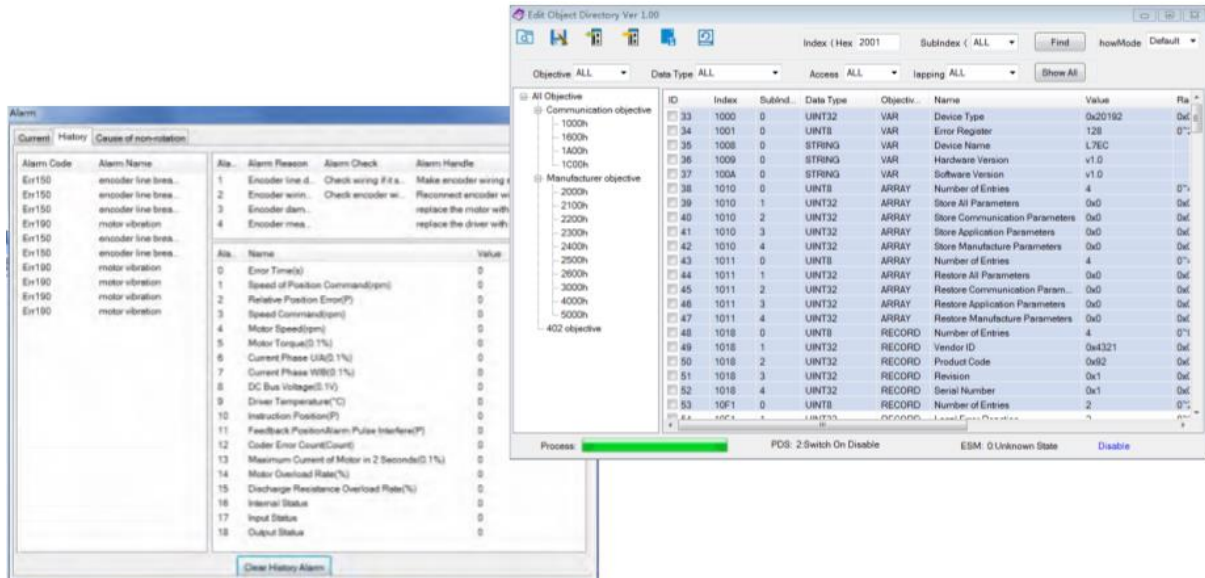 Edit Object Directory Ver 1.00
Index (Hex 2001 SubIndex ( ALL Find howMode Default
Objective ALL Data Type ALL Access ALL lapping ALL Show All
All Objective
Communication objective
1000h
1600h
1A00h
1C00h
Manufacturer objective
2000h
2100h
2200h
2300h
2400h
2500h
2600h
3000h
4000h
5000h
402 objective
ID Index SubInd... Data Type Objectiv... Name Value Ra
33 1000 0 UINT32 VAR Device Type 0x20192
34 1001 0 UINT8 VAR Error Register 128
35 1008 0 STRING VAR Device Name L7EC
36 1009 0 STRING VAR Hardware Version v1.0
37 100A 0 STRING VAR Software Version v1.0
38 1010 0 UINT8 ARRAY Number of Entries 4
39 1010 1 UINT32 ARRAY Store All Parameters 0x0
40 1010 2 UINT32 ARRAY Store Communication Parameters 0x0
41 1010 3 UINT32 ARRAY Store Application Parameters 0x0
42 1010 4 UINT32 ARRAY Store Manufacture Parameters 0x0
43 1011 0 UINT8 ARRAY Number of Entries 4
44 1011 1 UINT32 ARRAY Restore All Parameters 0x0
45 1011 2 UINT32 ARRAY Restore Communication Param... 0x0
46 1011 3 UINT32 ARRAY Restore Application Parameters 0x0
47 1011 4 UINT32 ARRAY Restore Manufacture Parameters 0x0
48 1018 0 UINT8 RECORD Number of Entries 4
49 1018 1 UINT32 RECORD Vendor ID 0x4321
50 1018 2 UINT32 RECORD Product Code 0x92
51 1018 3 UINT32 RECORD Revision 0x1
52 1018 4 UINT32 RECORD Serial Number 0x1
53 10F1 0 UINT8 RECORD Number of Entries 2
Process: PDS: 2:Switch On Disable ESM: 0:Unknown State Disable
Alarm
Current History Cause of non-rotation
Alarm Code Alarm Name
Err150 encoder line brea...
Err150 encoder line brea...
Err150 encoder line brea...
Err190 motor vibration
Err150 encoder line brea...
Err150 encoder line brea...
Err190 motor vibration
Err190 motor vibration
Err190 motor vibration
Err190 motor vibration
Ala... Alarm Reason Alarm Check Alarm Handle
1 Encoder line d... Check wiring if it a... Make encoder wiring
2 Encoder wirin... Check encoder wi... Reconnect encoder
3 Encoder dam... replace the motor with
4 Encoder mea... replace the driver with
Ala... Name Value
0 Error Time(s) 0
1 Speed of Position Command(rpm) 0
2 Relative Position Error(P) 0
3 Speed Command(rpm) 0
4 Motor Speed(rpm) 0
5 Motor Torque(0.1%) 0
6 Current Phase U/A(0.1%) 0
7 Current Phase W/B(0.1%) 0
8 DC Bus Voltage(0.1V) 0
9 Driver Temperature(°C) 0
10 Instruction Position(P) 0
11 Feedback PositionAlarm Pulse Interfere(P) 0
12 Coder Error Count(Count) 0
13 Maximum Current of Motor in 2 Seconds(0.1%) 0
14 Motor Overload Rate(%) 0
15 Discharge Resistance Overload Rate(%) 0
16 Internal Status 0
17 Input Status 0
18 Output Status 0
Clear History Alarm